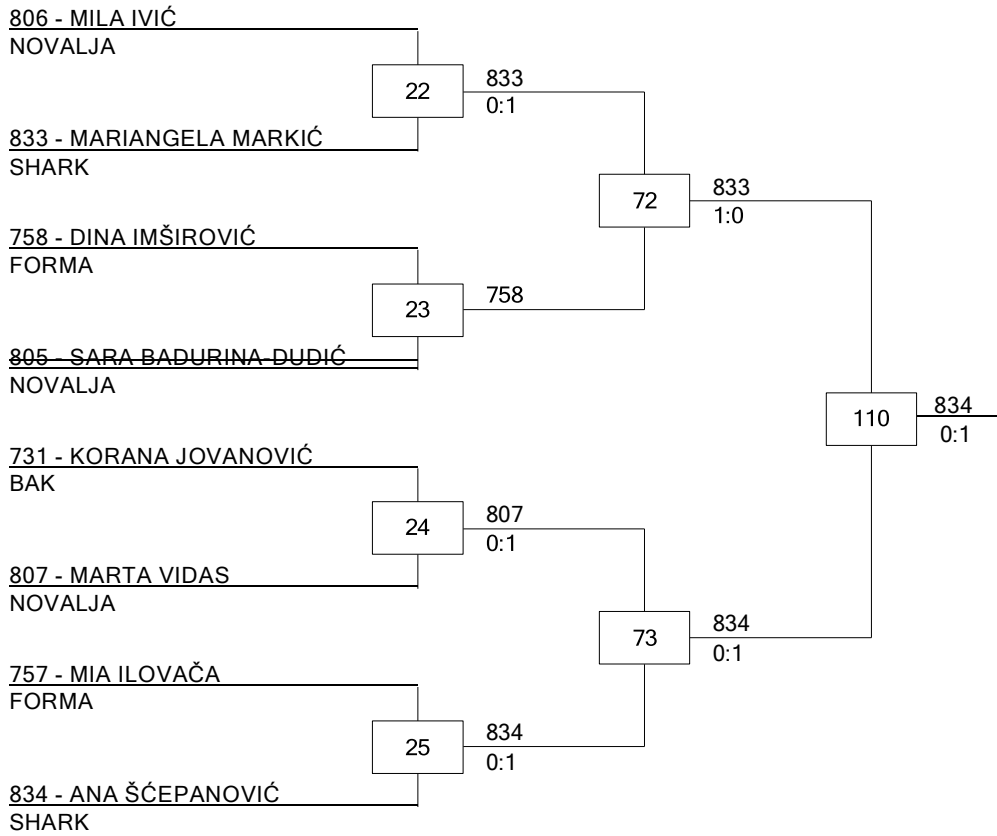 806 - MILA IVIĆ
NOVALJA
22
833
0:1
833 - MARIANGELA MARKIĆ
SHARK
72
833
1:0
758 - DINA IMŠIROVIĆ
FORMA
23
758
805 - SARA BADURINA-DUDIĆ
NOVALJA
110
834
0:1
731 - KORANA JOVANOVIĆ
BAK
24
807
0:1
807 - MARTA VIDAS
NOVALJA
73
834
0:1
757 - MIA ILOVAČA
FORMA
25
834
0:1
834 - ANA ŠĆEPANOVIĆ
SHARK